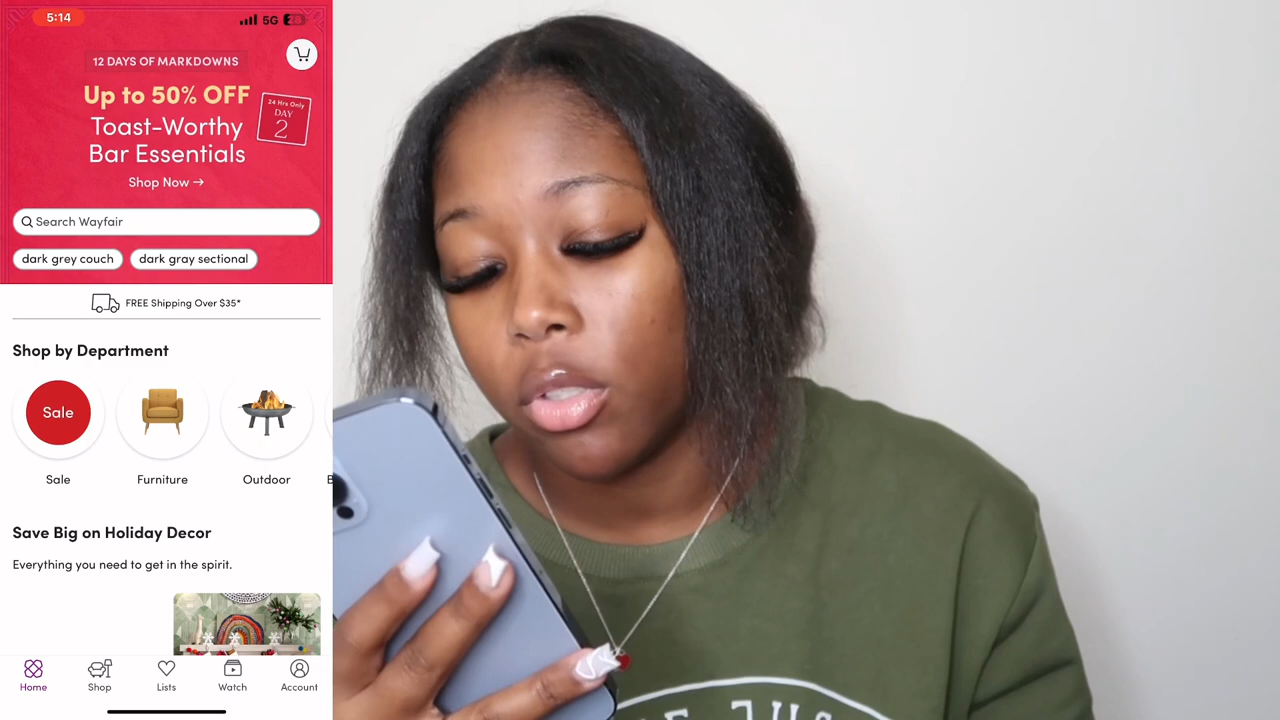 5:14
5G 28
12 DAYS OF MARKDOWNS
Up to 50% OFF
24 Hrs Only
DAY
2
Toast-Worthy
Bar Essentials
Shop Now →
Search Wayfair
dark grey couch
dark gray sectional
FREE Shipping Over $35*
Shop by Department
Sale
Sale
Furniture
Outdoor
Save Big on Holiday Decor
Everything you need to get in the spirit.
Home
Shop
Lists
Watch
Account